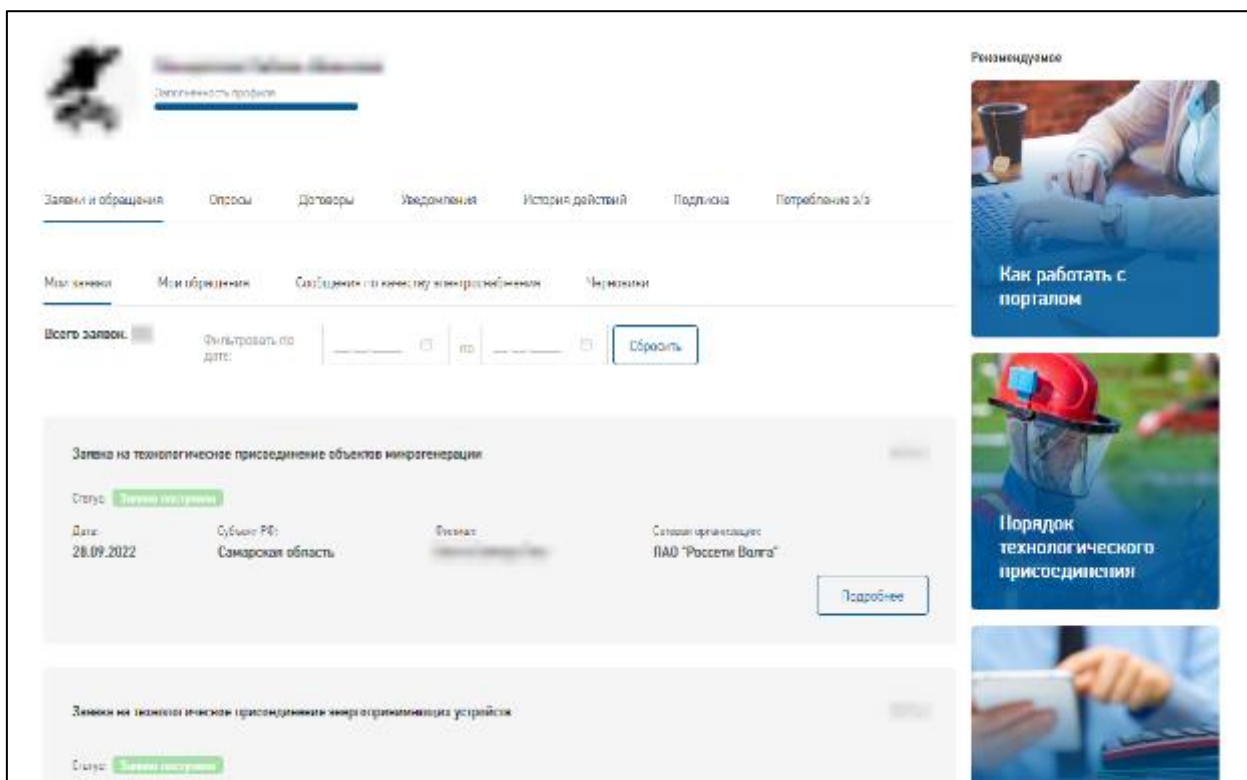 Заполненность профиля
Рекомендуемое
Заявки и обращения Опросы Договоры Уведомления История действий Подписка Потребление э/э
Мои заявки Мои обращения Сообщения по качеству электроснабжения Черновики
Всего заявок: Фильтровать по дате: по Сбросить
Как работать с
порталом
Заявка на технологическое присоединение объектов микрогенерации
Статус: Заявка поступила
Дата: Субъект РФ: Филиал: Сетевая организация:
28.09.2022 Самарская область ПАО "Россети Волга"
Подробнее
Порядок
технологического
присоединения
Заявка на технологическое присоединение энергопринимающих устройств
Статус: Заявка поступила